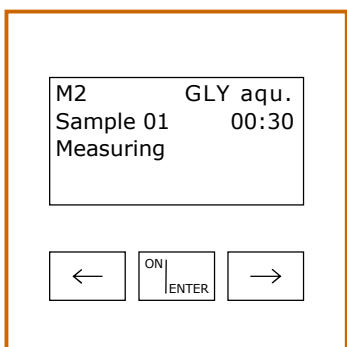 M2 GLY aqu.
Sample 01 00:30
Measuring
← ON ENTER →